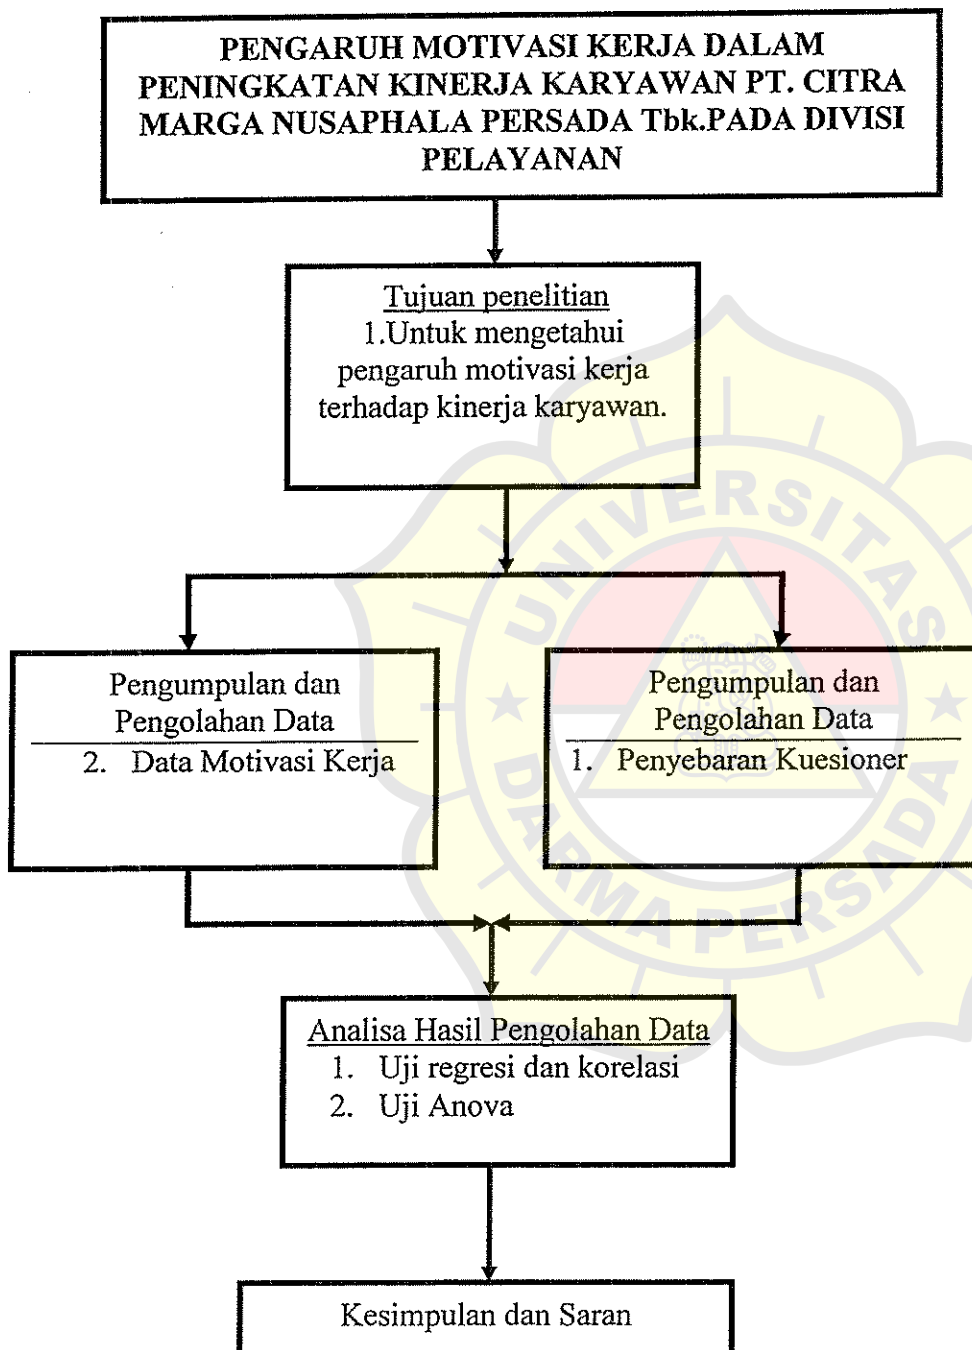 PENGARUH MOTIVASI KERJA DALAM
PENINGKATAN KINERJA KARYAWAN PT. CITRA
MARGA NUSAPHALA PERSADA Tbk.PADA DIVISI
PELAYANAN
Tujuan penelitian
1.Untuk mengetahui
pengaruh motivasi kerja
terhadap kinerja karyawan.
UNIVERSITAS
DARMA PERSADA
Pengumpulan dan
Pengolahan Data
2. Data Motivasi Kerja
Pengumpulan dan
Pengolahan Data
1. Penyebaran Kuesioner
Analisa Hasil Pengolahan Data
1. Uji regresi dan korelasi
2. Uji Anova
Kesimpulan dan Saran